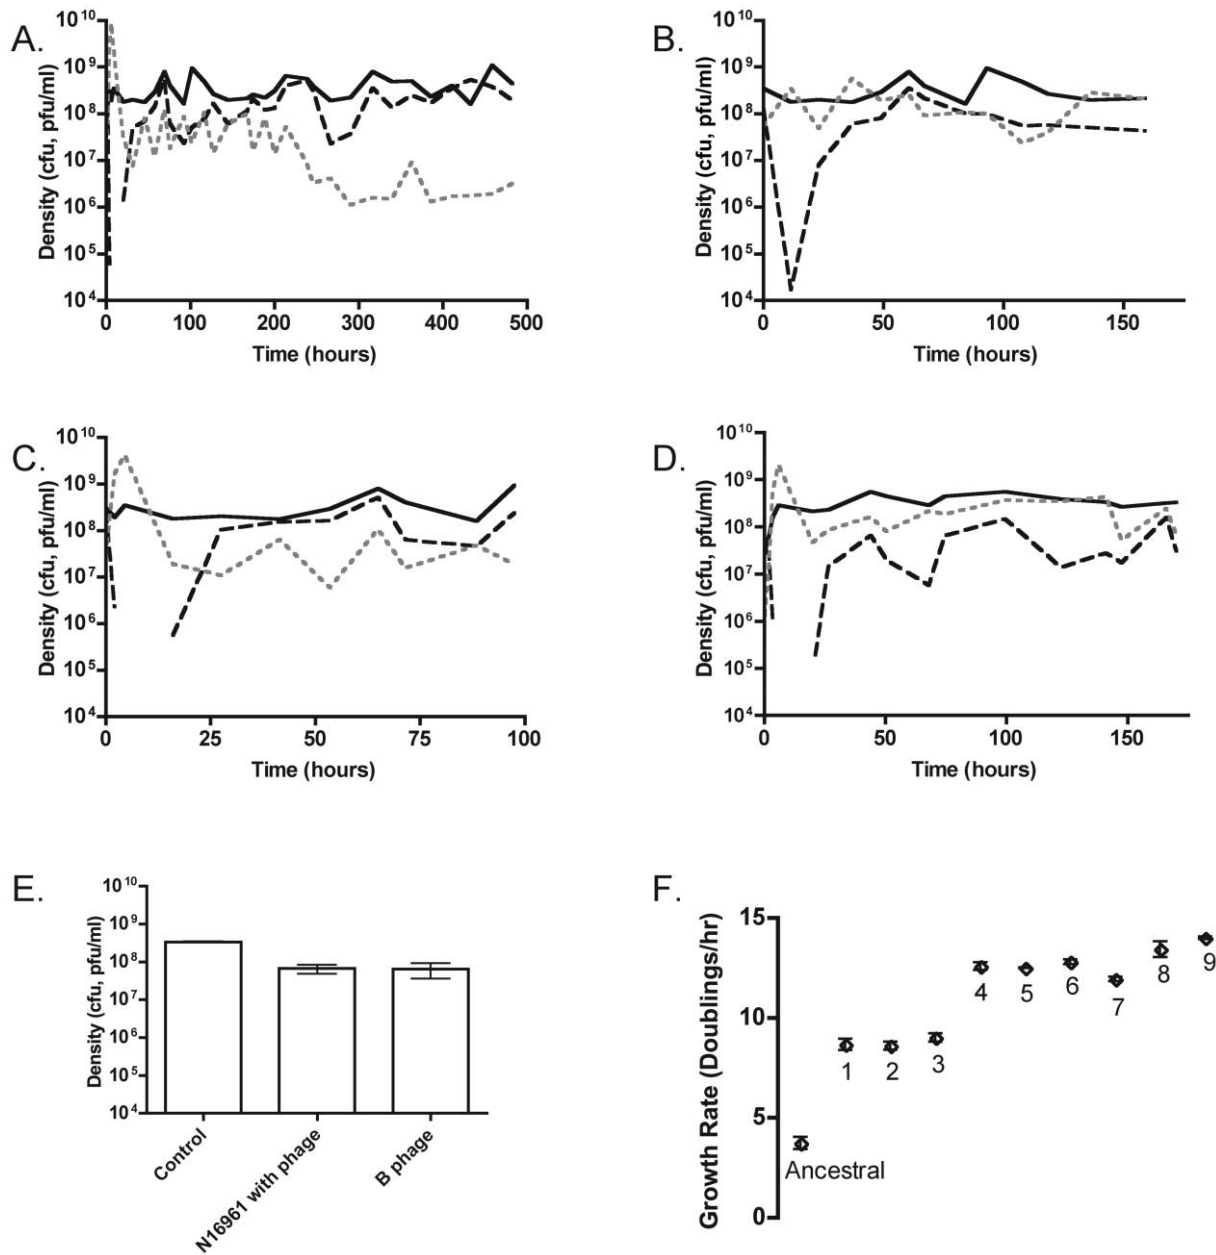 A.
Density (cfu, pfu/ml)
10^10
10^9
10^8
10^7
10^6
10^5
10^4
0 100 200 300 400 500
Time (hours)
B.
Density (cfu, pfu/ml)
10^10
10^9
10^8
10^7
10^6
10^5
10^4
0 50 100 150
Time (hours)
C.
Density (cfu, pfu/ml)
10^10
10^9
10^8
10^7
10^6
10^5
10^4
0 25 50 75 100
Time (hours)
D.
Density (cfu, pfu/ml)
10^10
10^9
10^8
10^7
10^6
10^5
10^4
0 50 100 150
Time (hours)
E.
Density (cfu, pfu/ml)
10^10
10^9
10^8
10^7
10^6
10^5
10^4
Control
N16961 with phage
B phage
F.
Growth Rate (Doublings/hr)
15
10
5
0
Ancestral
1
2
3
4
5
6
7
8
9